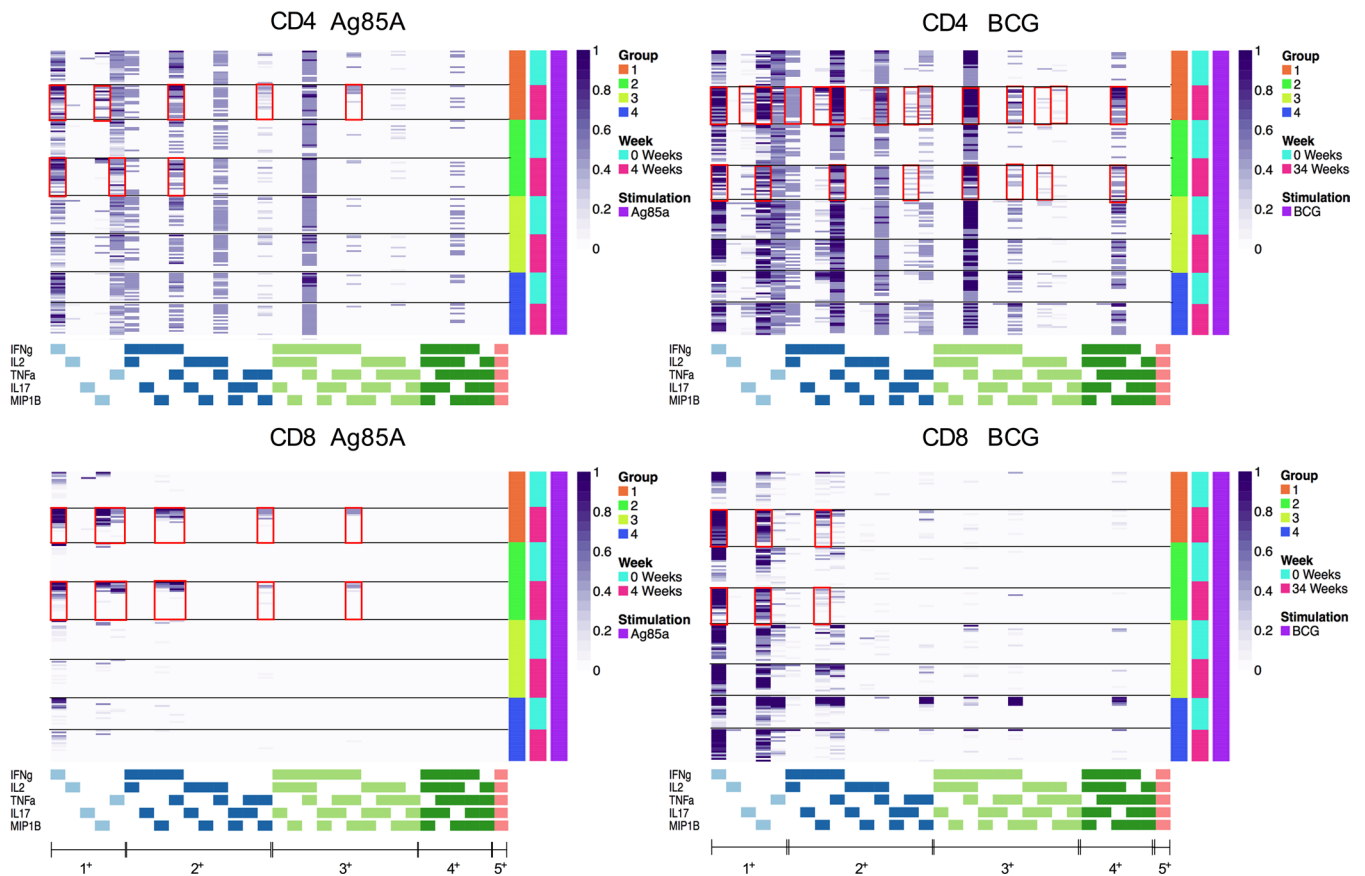 CD4 Ag85A
1
0.8
0.6
0.4
0.2
0
Group
1
2
3
4
Week
0 Weeks
4 Weeks
Stimulation
Ag85a
IFNg
IL2
TNFa
IL17
MIP1B
CD4 BCG
1
0.8
0.6
0.4
0.2
0
Group
1
2
3
4
Week
0 Weeks
34 Weeks
Stimulation
BCG
IFNg
IL2
TNFa
IL17
MIP1B
CD8 Ag85A
1
0.8
0.6
0.4
0.2
0
Group
1
2
3
4
Week
0 Weeks
4 Weeks
Stimulation
Ag85a
IFNg
IL2
TNFa
IL17
MIP1B
1+ 2+ 3+ 4+ 5+
CD8 BCG
1
0.8
0.6
0.4
0.2
0
Group
1
2
3
4
Week
0 Weeks
34 Weeks
Stimulation
BCG
IFNg
IL2
TNFa
IL17
MIP1B
1+ 2+ 3+ 4+ 5+